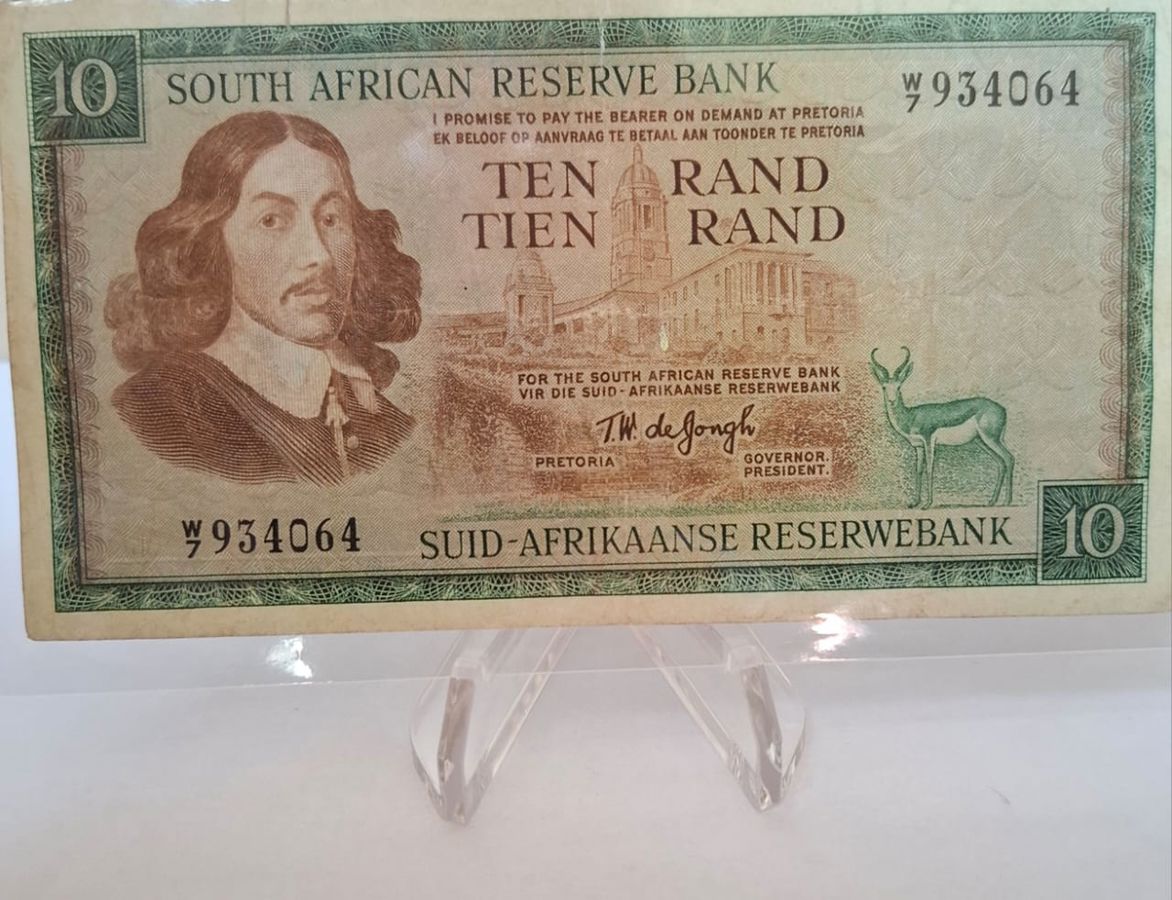 10
SOUTH AFRICAN RESERVE BANK
W/7 934064
I PROMISE TO PAY THE BEARER ON DEMAND AT PRETORIA
EK BELOOF OP AANVRAAG TE BETAAL AAN TOONDER TE PRETORIA
TEN RAND
TIEN RAND
FOR THE SOUTH AFRICAN RESERVE BANK
VIR DIE SUID-AFRIKAANSE RESERWEBANK
T.W. de Jongh
PRETORIA
GOVERNOR.
PRESIDENT.
W/7 934064
SUID-AFRIKAANSE RESERWEBANK
10